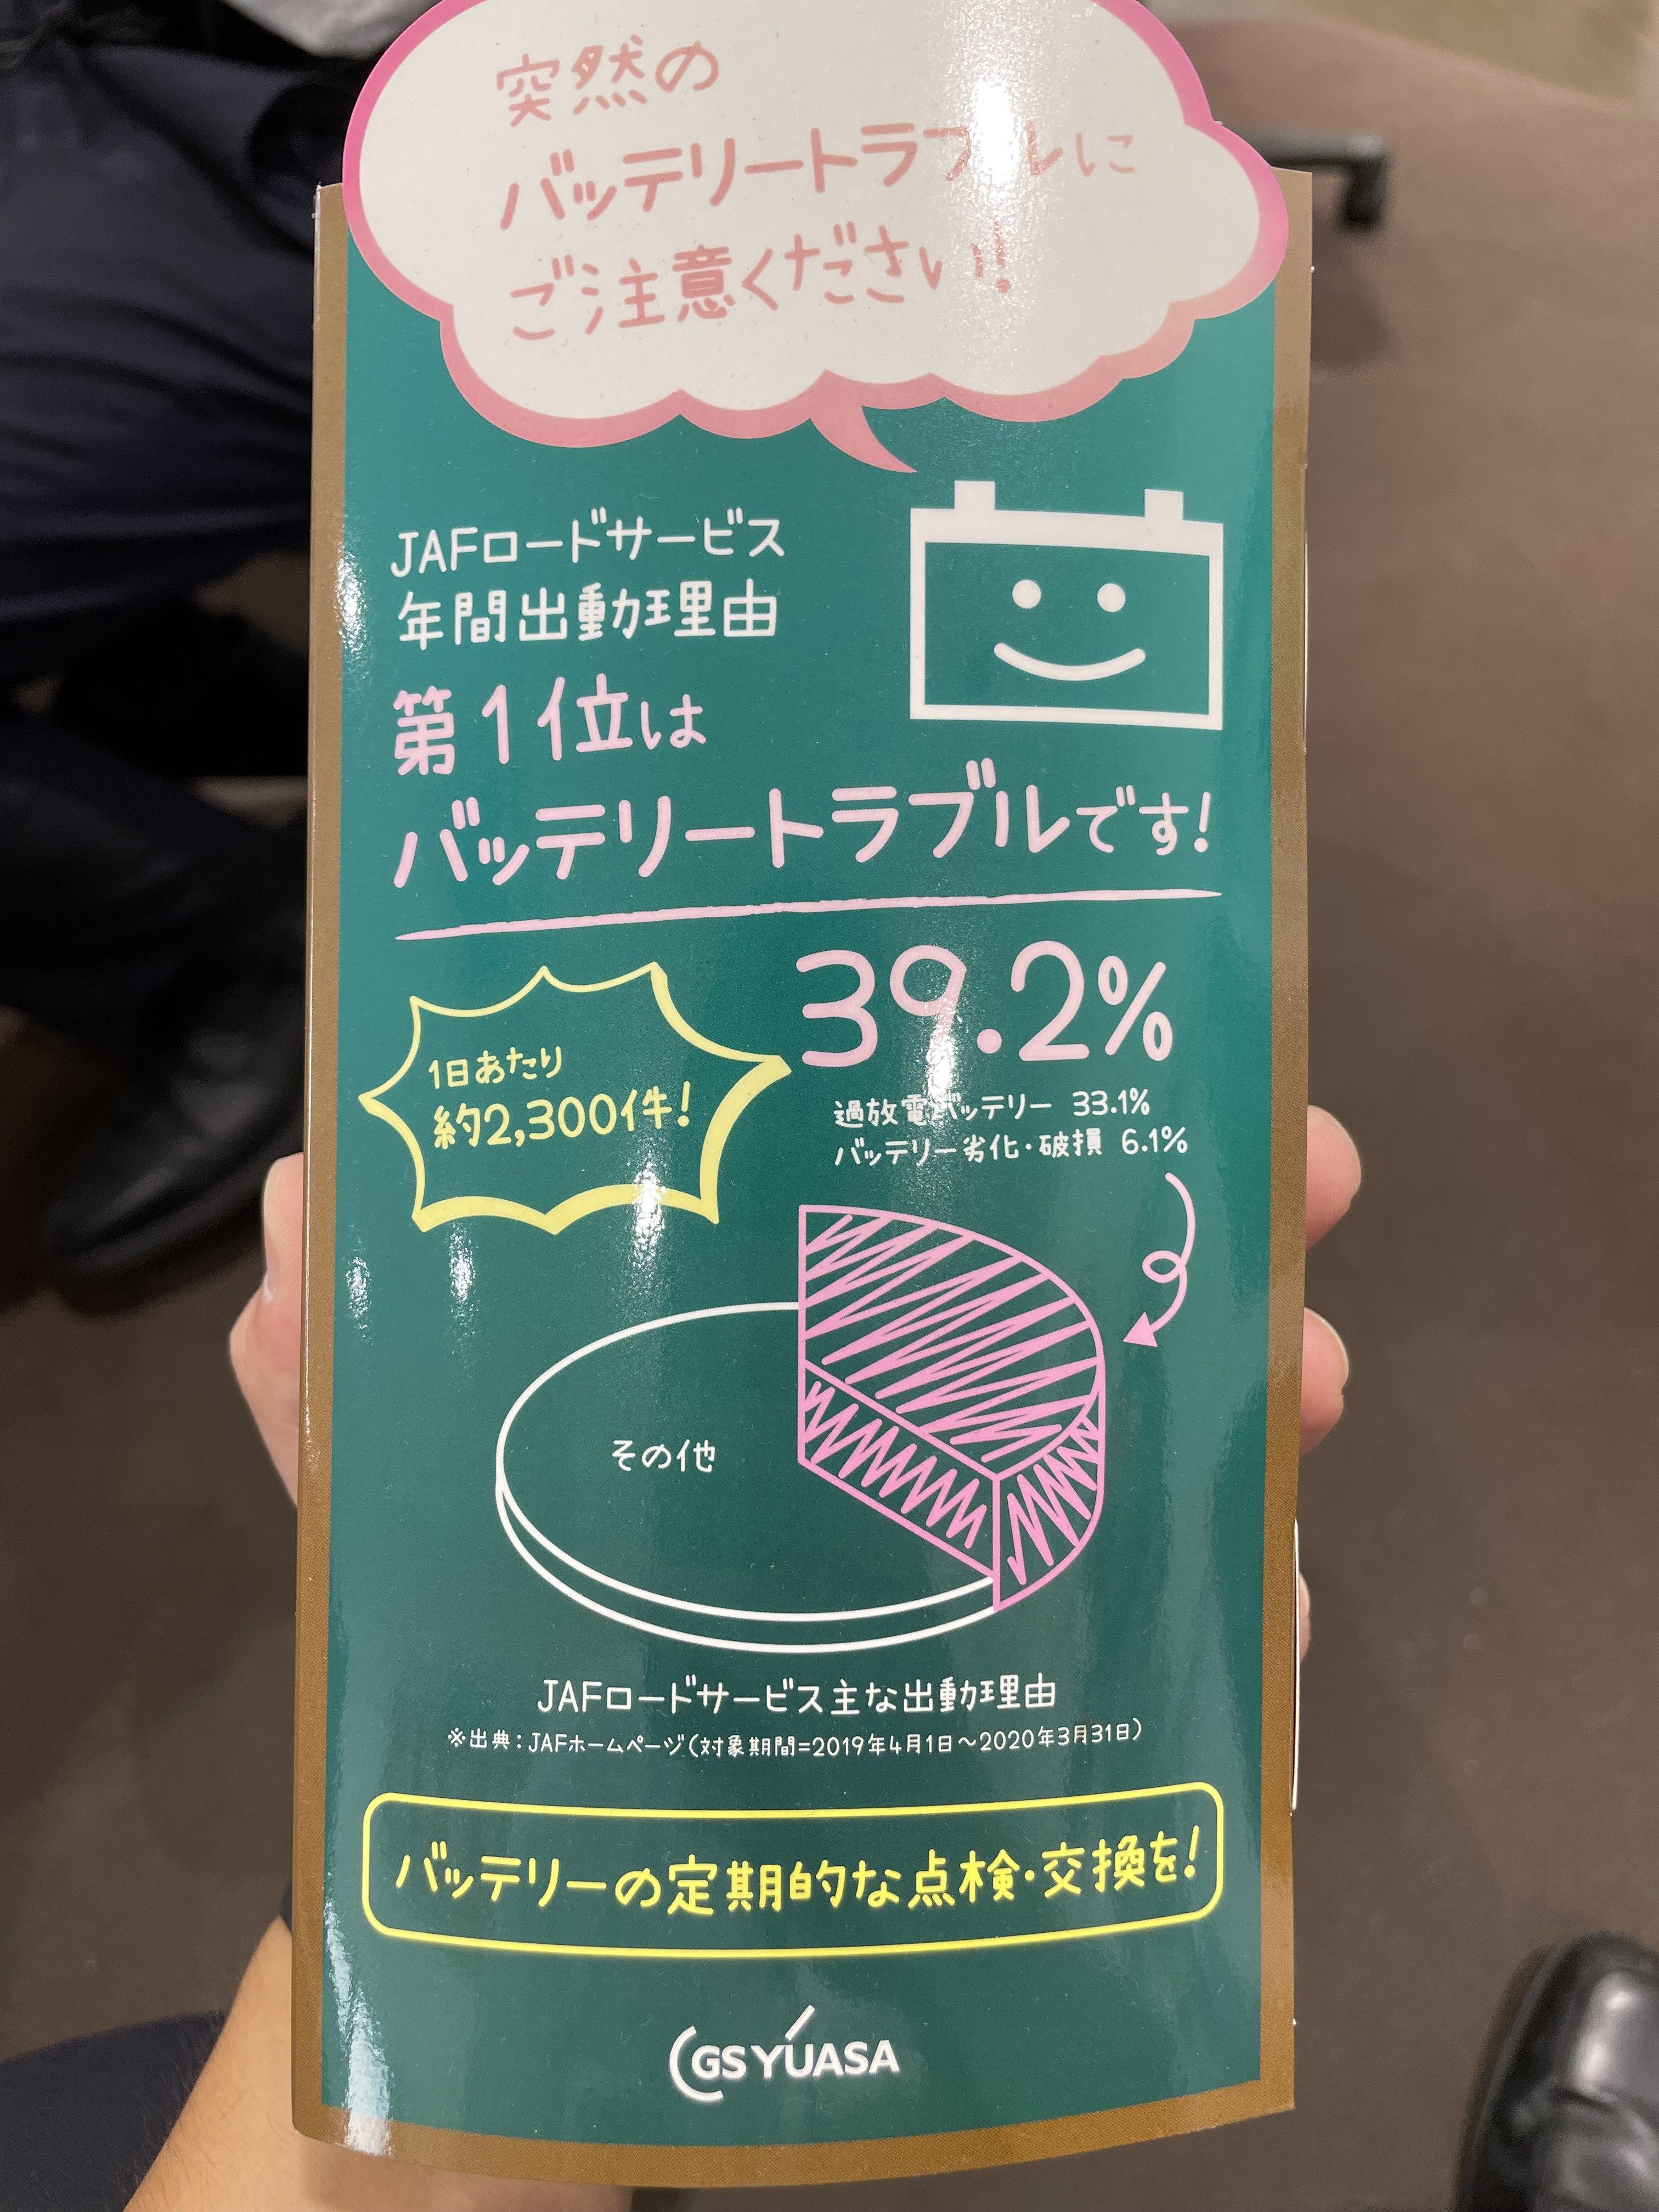 突然の
バッテリートラブルに
ご注意ください!!
JAFロードサービス
年間出動理由
第1位は
バッテリートラブルです!
39.2%
1日あたり
約2,300件!
過放電バッテリー 33.1%
バッテリー劣化・破損 6.1%
その他
JAFロードサービス主な出動理由
※出典:JAFホームページ(対象期間=2019年4月1日〜2020年3月31日)
バッテリーの定期的な点検・交換を!
GS YUASA